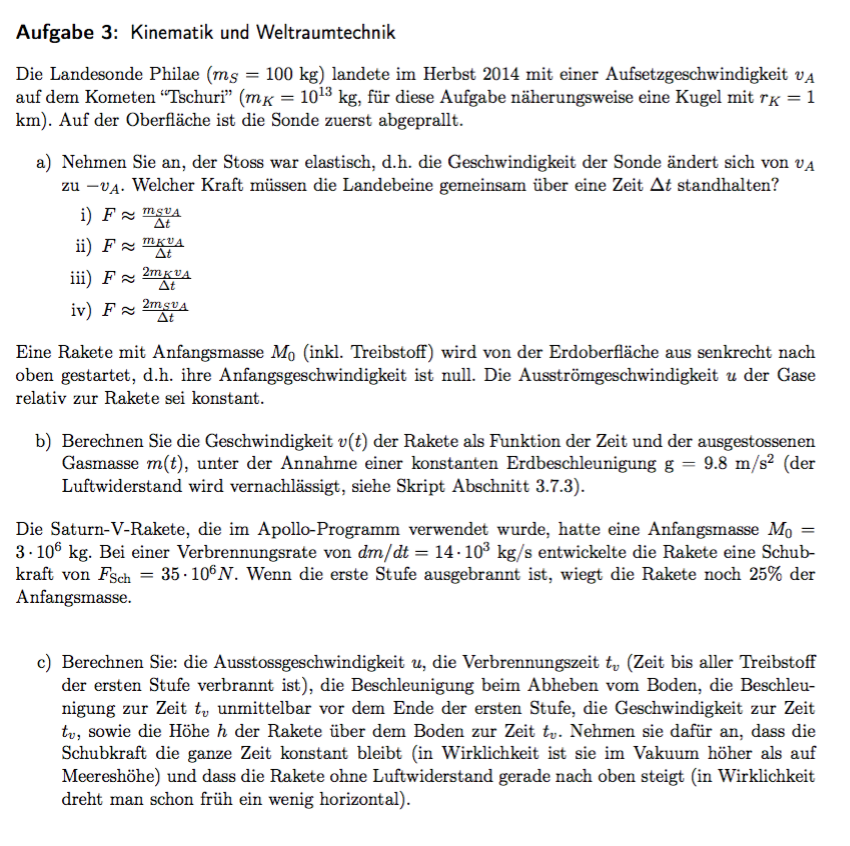 Aufgabe 3: Kinematik und Weltraumtechnik
Die Landesonde Philae (m_S = 100 kg) landete im Herbst 2014 mit einer Aufsetzgeschwindigkeit v_A
auf dem Kometen “Tschuri” (m_K = 10^13 kg, für diese Aufgabe näherungsweise eine Kugel mit r_K = 1
km). Auf der Oberfläche ist die Sonde zuerst abgeprallt.
a) Nehmen Sie an, der Stoss war elastisch, d.h. die Geschwindigkeit der Sonde ändert sich von v_A
zu −v_A. Welcher Kraft müssen die Landebeine gemeinsam über eine Zeit Δt standhalten?
i) F ≈ m_S v_A / Δt
ii) F ≈ m_K v_A / Δt
iii) F ≈ 2m_K v_A / Δt
iv) F ≈ 2m_S v_A / Δt
Eine Rakete mit Anfangsmasse M_0 (inkl. Treibstoff) wird von der Erdoberfläche aus senkrecht nach
oben gestartet, d.h. ihre Anfangsgeschwindigkeit ist null. Die Ausströmgeschwindigkeit u der Gase
relativ zur Rakete sei konstant.
b) Berechnen Sie die Geschwindigkeit v(t) der Rakete als Funktion der Zeit und der ausgestossenen
Gasmasse m(t), unter der Annahme einer konstanten Erdbeschleunigung g = 9.8 m/s² (der
Luftwiderstand wird vernachlässigt, siehe Skript Abschnitt 3.7.3).
Die Saturn-V-Rakete, die im Apollo-Programm verwendet wurde, hatte eine Anfangsmasse M_0 =
3 · 10^6 kg. Bei einer Verbrennungsrate von dm/dt = 14 · 10^3 kg/s entwickelte die Rakete eine Schub-
kraft von F_Sch = 35 · 10^6 N. Wenn die erste Stufe ausgebrannt ist, wiegt die Rakete noch 25% der
Anfangsmasse.
c) Berechnen Sie: die Ausstossgeschwindigkeit u, die Verbrennungszeit t_v (Zeit bis aller Treibstoff
der ersten Stufe verbrannt ist), die Beschleunigung beim Abheben vom Boden, die Beschleu-
nigung zur Zeit t_v unmittelbar vor dem Ende der ersten Stufe, die Geschwindigkeit zur Zeit
t_v, sowie die Höhe h der Rakete über dem Boden zur Zeit t_v. Nehmen sie dafür an, dass die
Schubkraft die ganze Zeit konstant bleibt (in Wirklichkeit ist sie im Vakuum höher als auf
Meereshöhe) und dass die Rakete ohne Luftwiderstand gerade nach oben steigt (in Wirklichkeit
dreht man schon früh ein wenig horizontal).